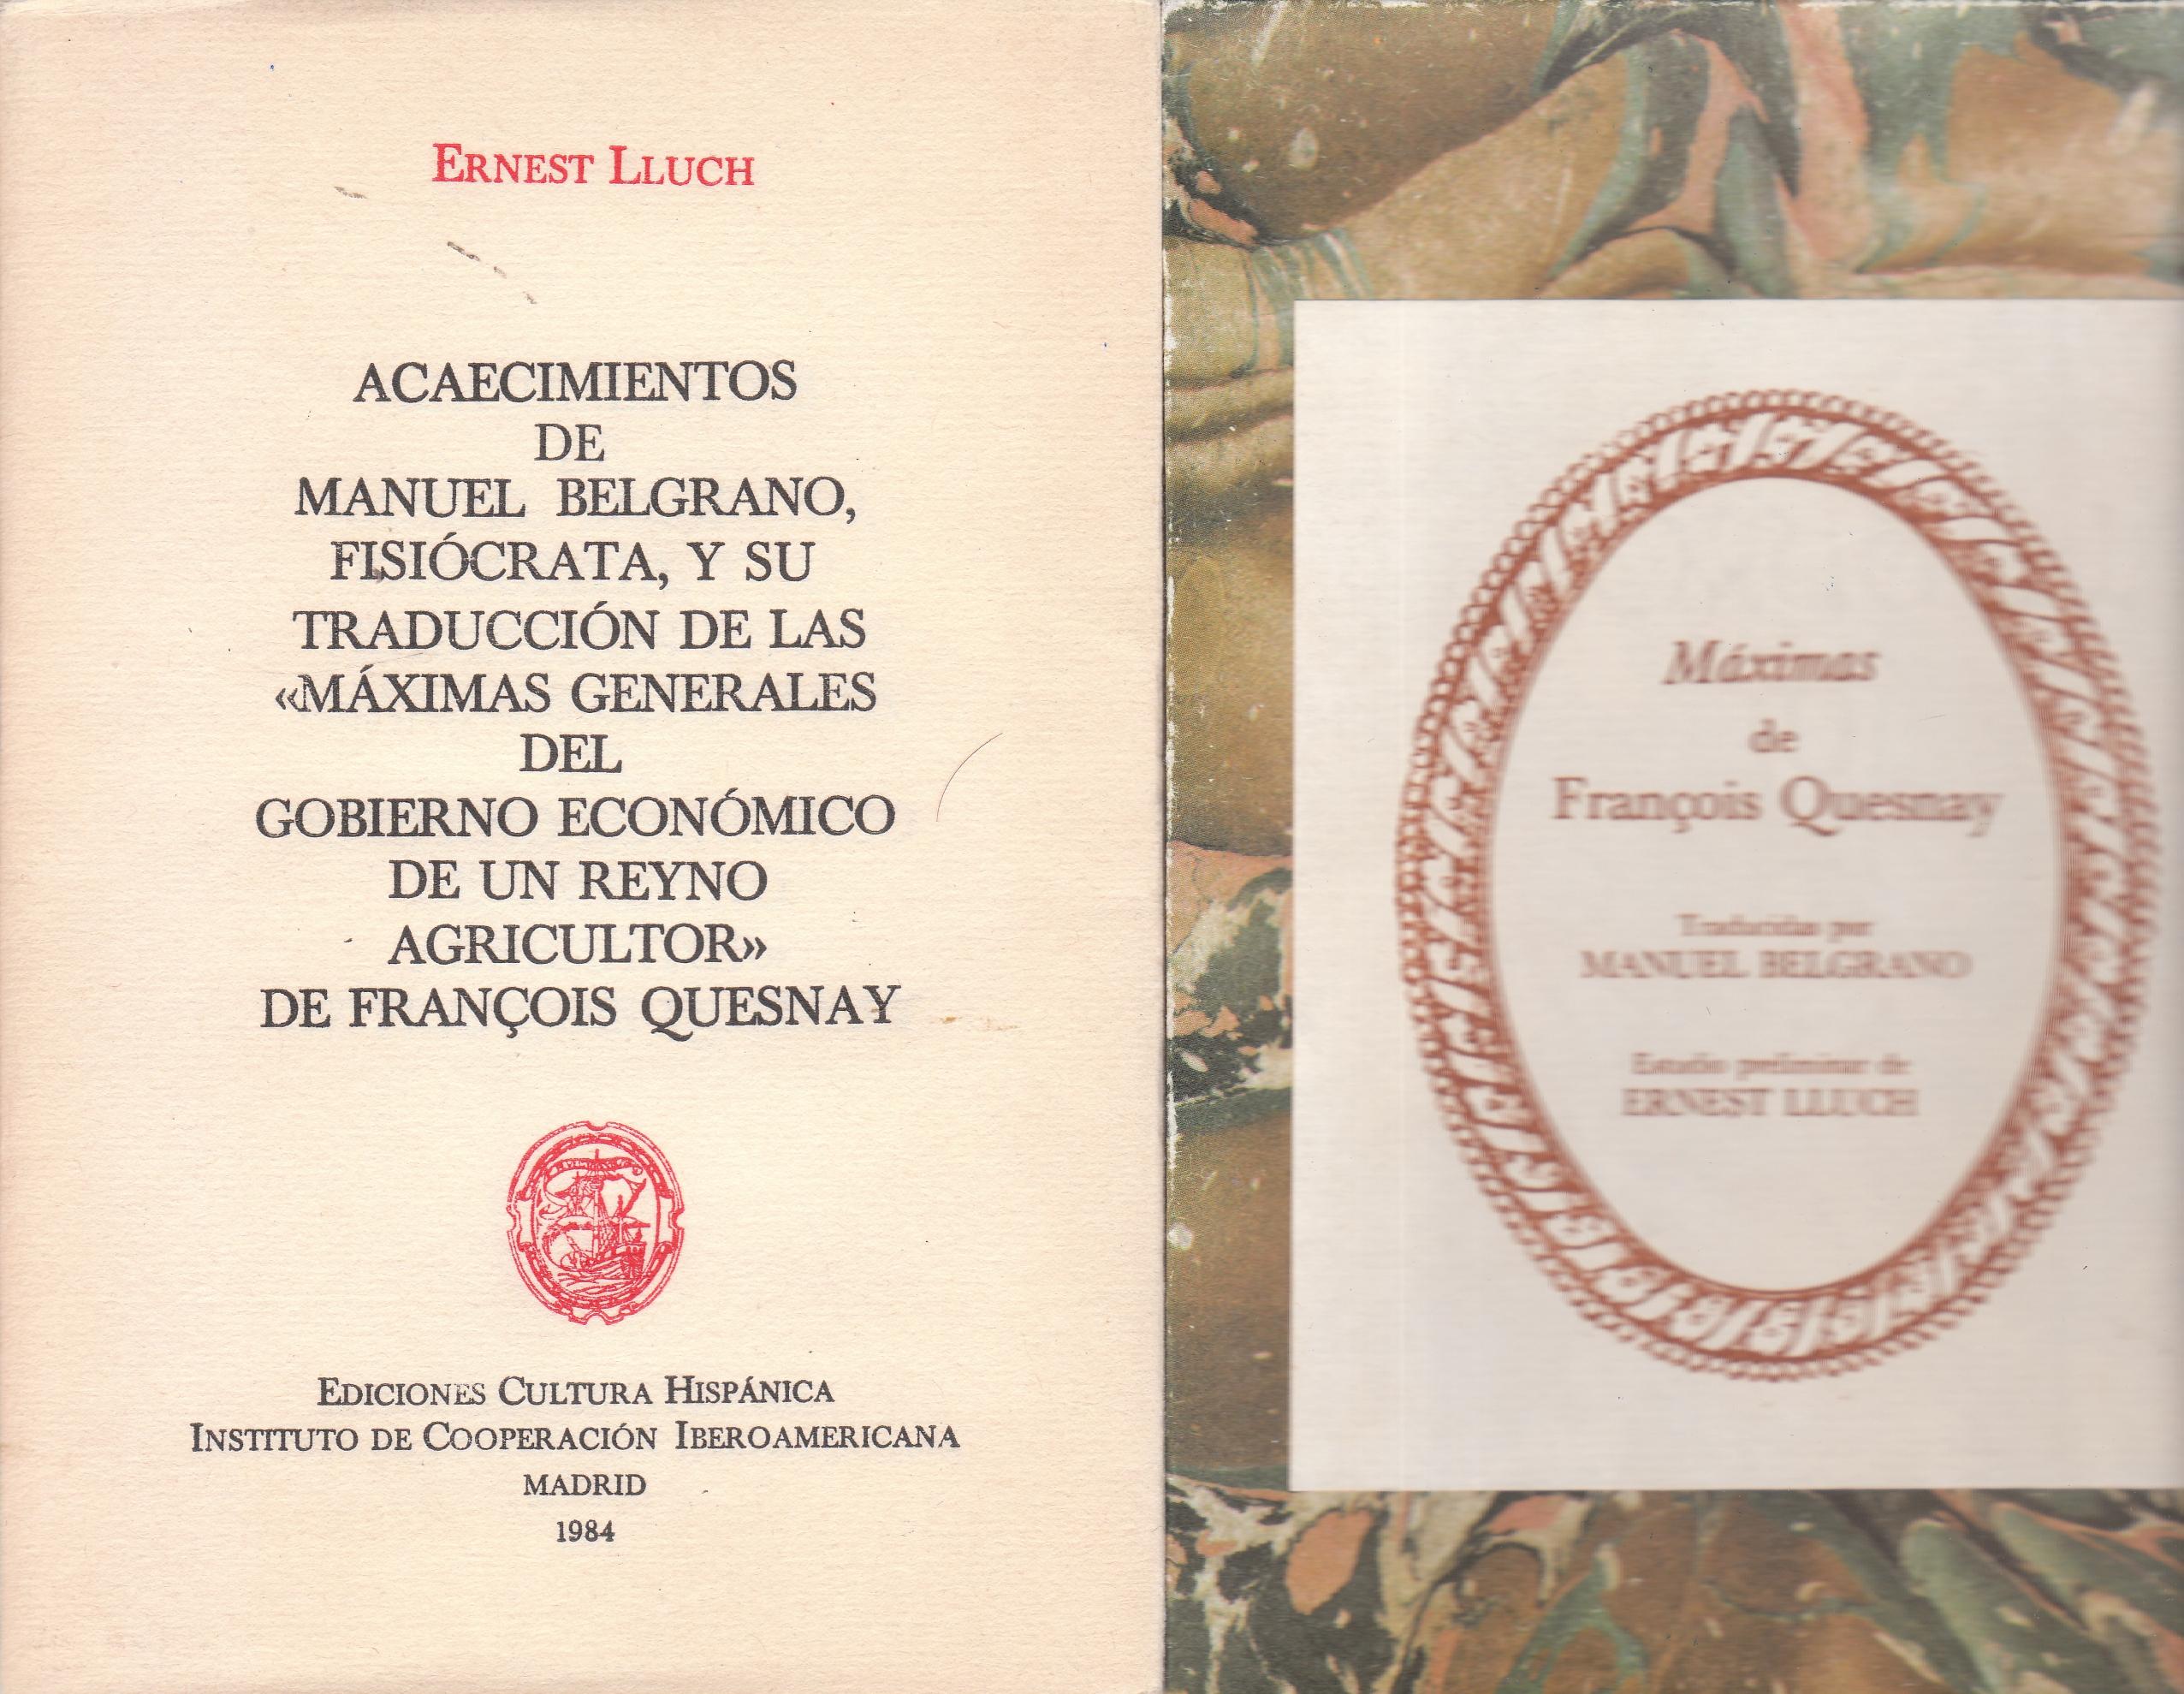 ERNEST LLUCH
ACAECIMIENTOS
DE
MANUEL BELGRANO,
FISIÓCRATA, Y SU
TRADUCCIÓN DE LAS
«MÁXIMAS GENERALES
DEL
GOBIERNO ECONÓMICO
DE UN REYNO
AGRICULTOR»
DE FRANÇOIS QUESNAY
EDICIONES CULTURA HISPÁNICA
INSTITUTO DE COOPERACIÓN IBEROAMERICANA
MADRID
1984
Máximas
de
François Quesnay
Traducidas por
MANUEL BELGRANO
Estudio preliminar de
ERNEST LLUCH